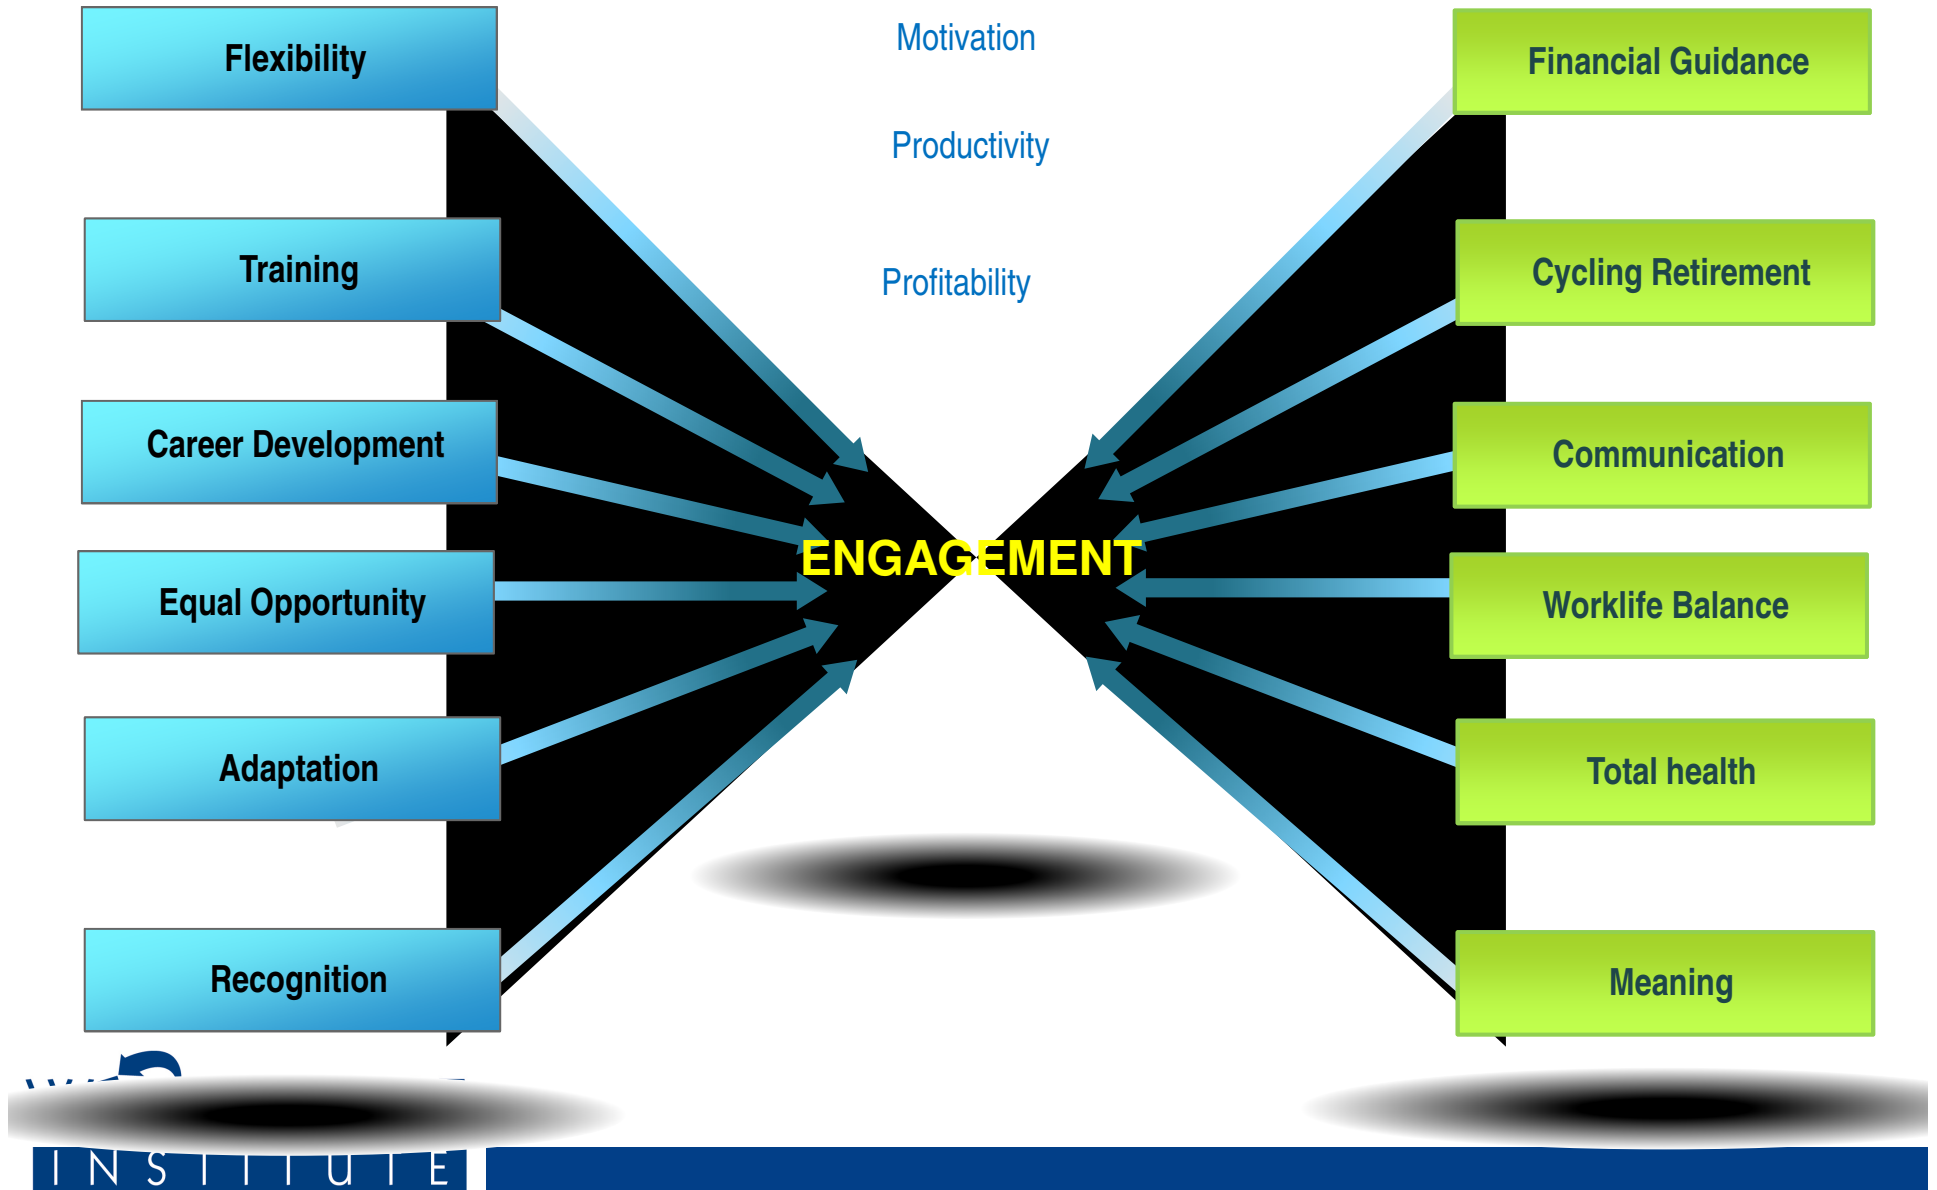 Flexibility
Motivation
Financial Guidance
Productivity
Training
Cycling Retirement
Profitability
Career Development
Communication
ENGAGEMENT
Equal Opportunity
Worklife Balance
Adaptation
Total health
Recognition
Meaning
INSTITUTE